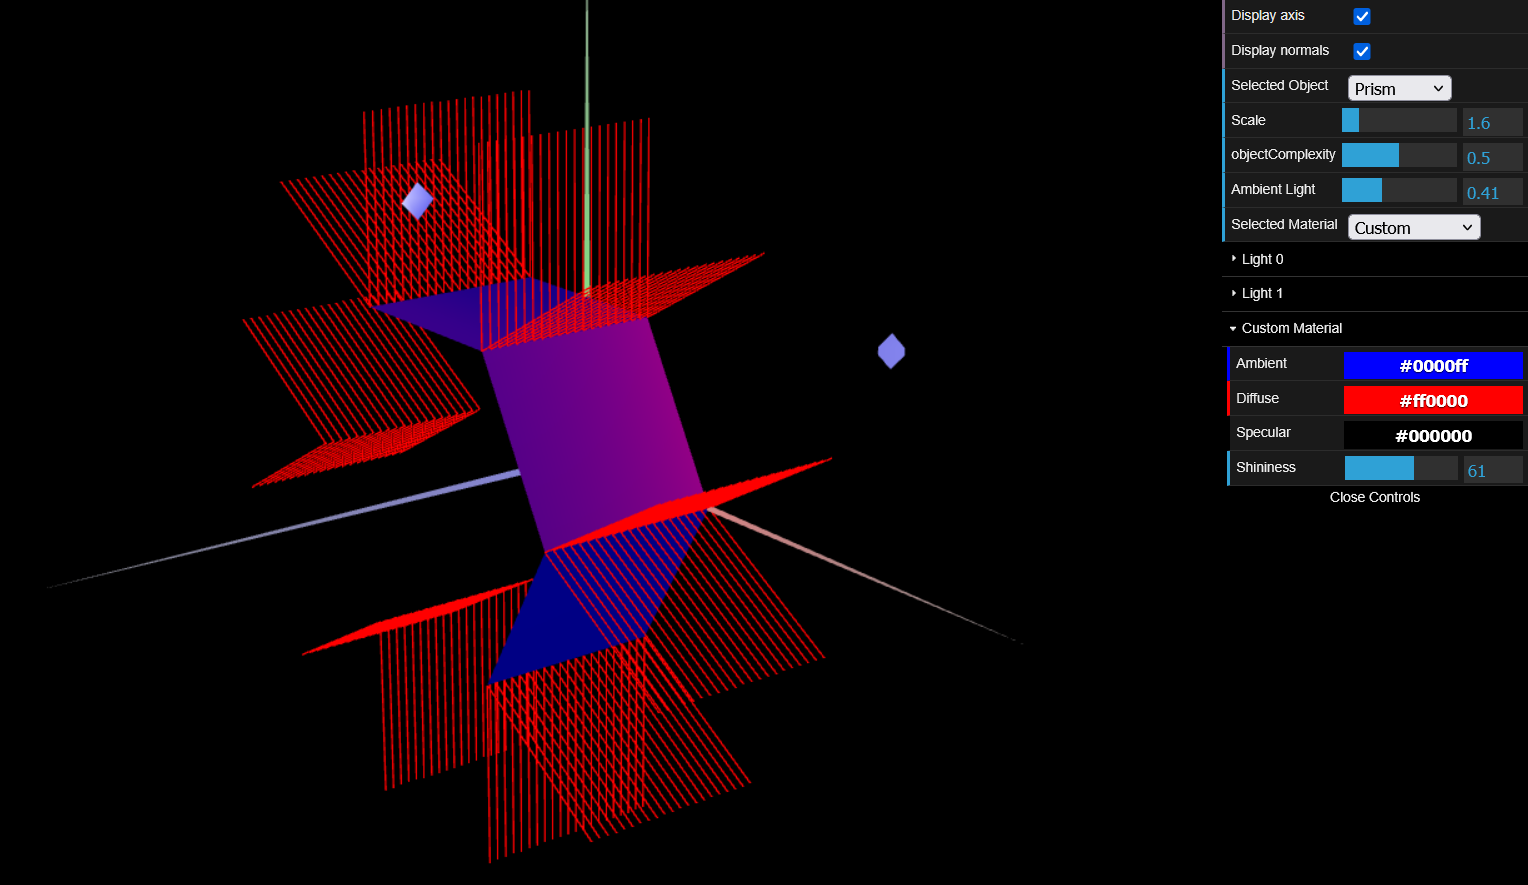 Display axis
Display normals
Selected Object Prism
Scale 1.6
objectComplexity 0.5
Ambient Light 0.41
Selected Material Custom
Light 0
Light 1
Custom Material
Ambient #0000ff
Diffuse #ff0000
Specular #000000
Shininess 61
Close Controls